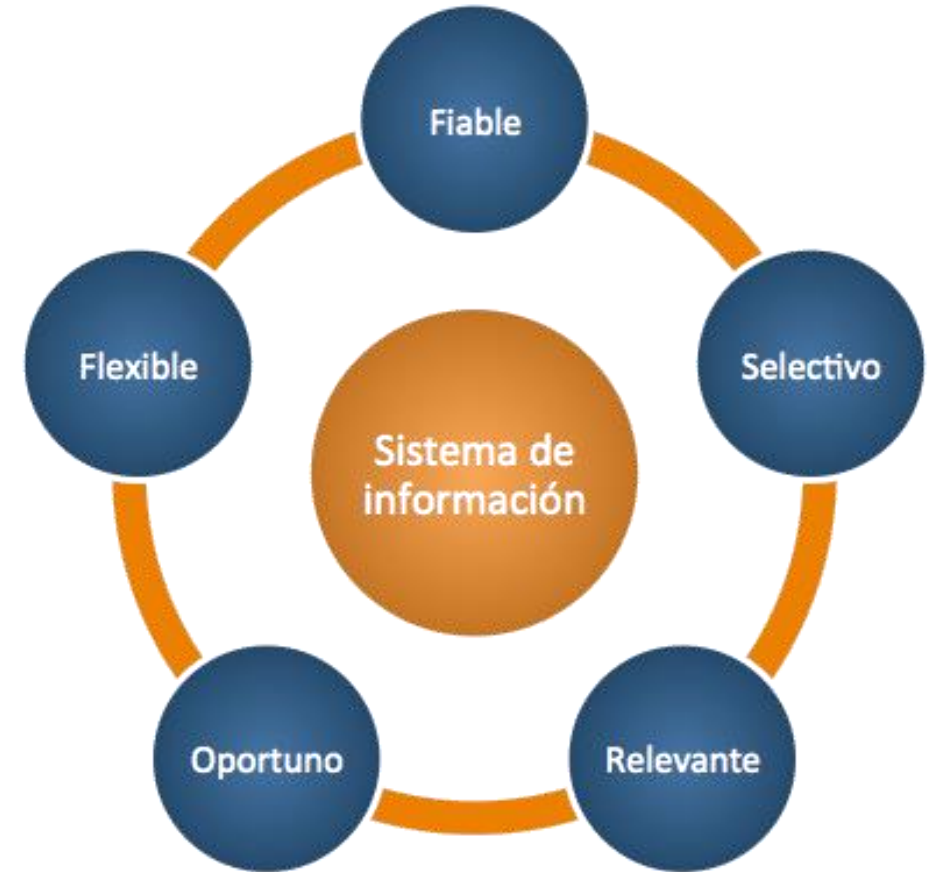 Fiable
Flexible
Selectivo
Sistema de
información
Oportuno
Relevante